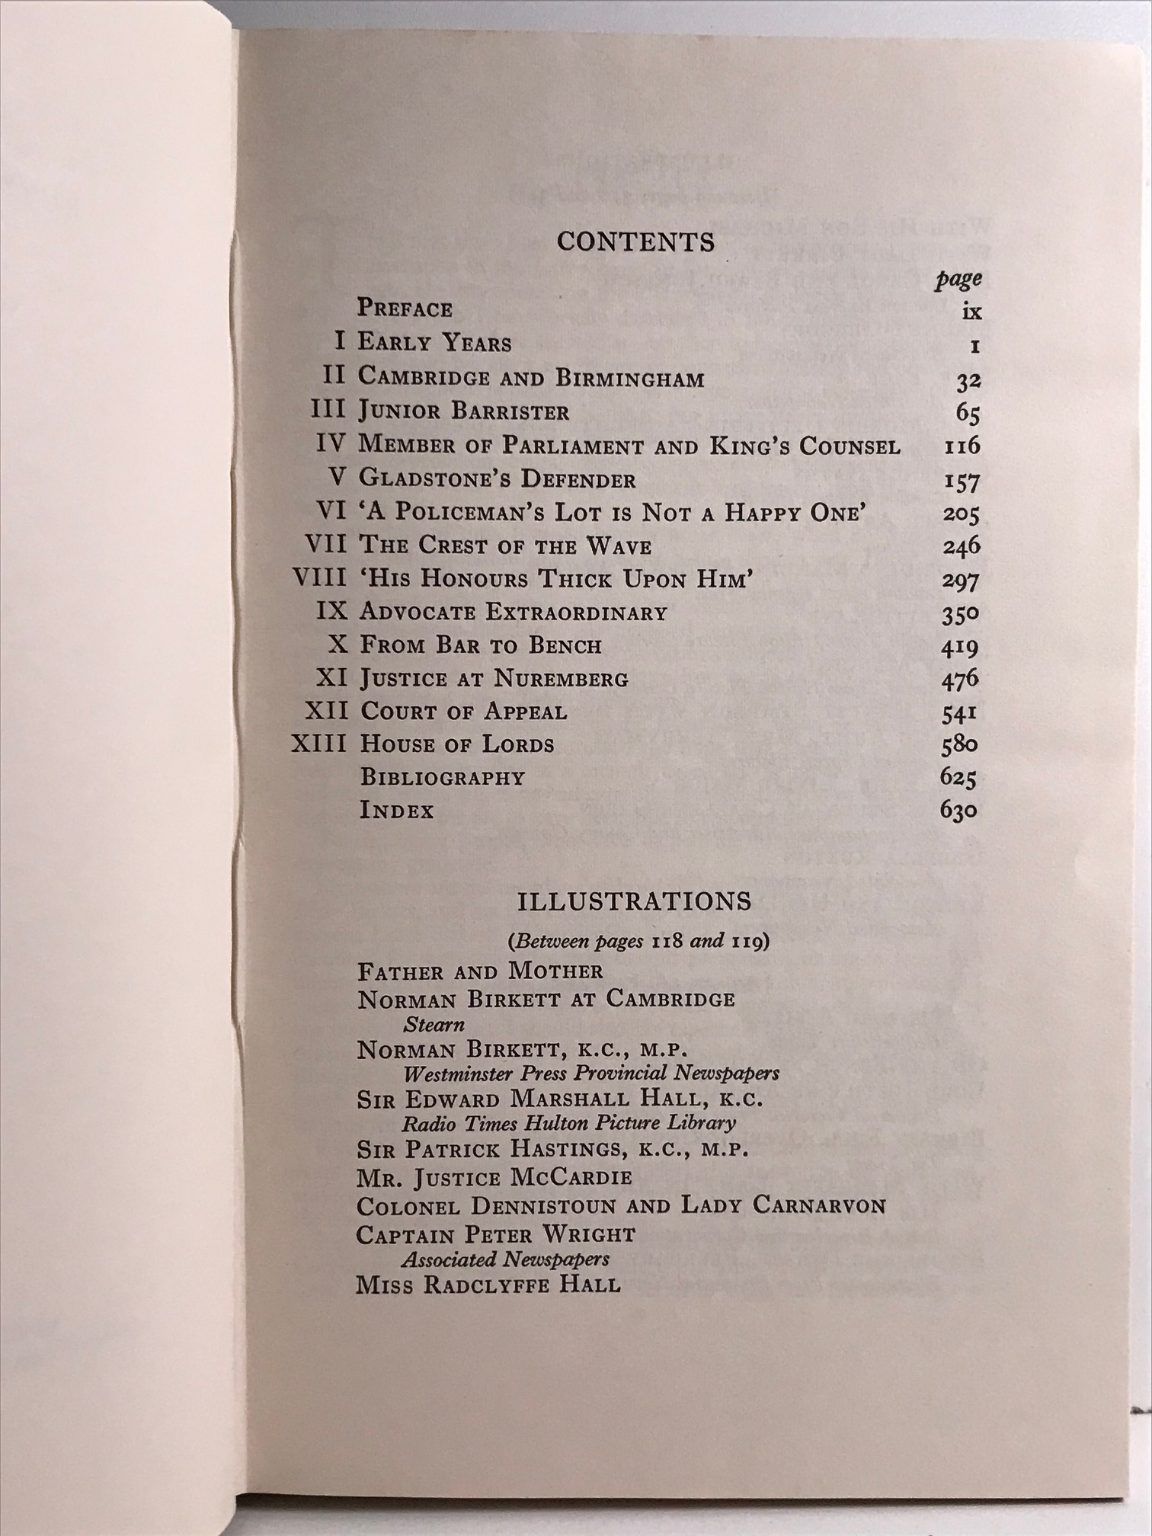 CONTENTS
page
PREFACE ix
I EARLY YEARS 1
II CAMBRIDGE AND BIRMINGHAM 32
III JUNIOR BARRISTER 65
IV MEMBER OF PARLIAMENT AND KING'S COUNSEL 116
V GLADSTONE'S DEFENDER 157
VI ‘A POLICEMAN'S LOT IS NOT A HAPPY ONE’ 205
VII THE CREST OF THE WAVE 246
VIII ‘HIS HONOURS THICK UPON HIM’ 297
IX ADVOCATE EXTRAORDINARY 350
X FROM BAR TO BENCH 419
XI JUSTICE AT NUREMBERG 476
XII COURT OF APPEAL 541
XIII HOUSE OF LORDS 580
BIBLIOGRAPHY 625
INDEX 630
ILLUSTRATIONS
(Between pages 118 and 119)
FATHER AND MOTHER
NORMAN BIRKETT AT CAMBRIDGE
Stearn
NORMAN BIRKETT, K.C., M.P.
Westminster Press Provincial Newspapers
SIR EDWARD MARSHALL HALL, K.C.
Radio Times Hulton Picture Library
SIR PATRICK HASTINGS, K.C., M.P.
MR. JUSTICE MCCARDIE
COLONEL DENNISTOUN AND LADY CARNARVON
CAPTAIN PETER WRIGHT
Associated Newspapers
MISS RADCLYFFE HALL